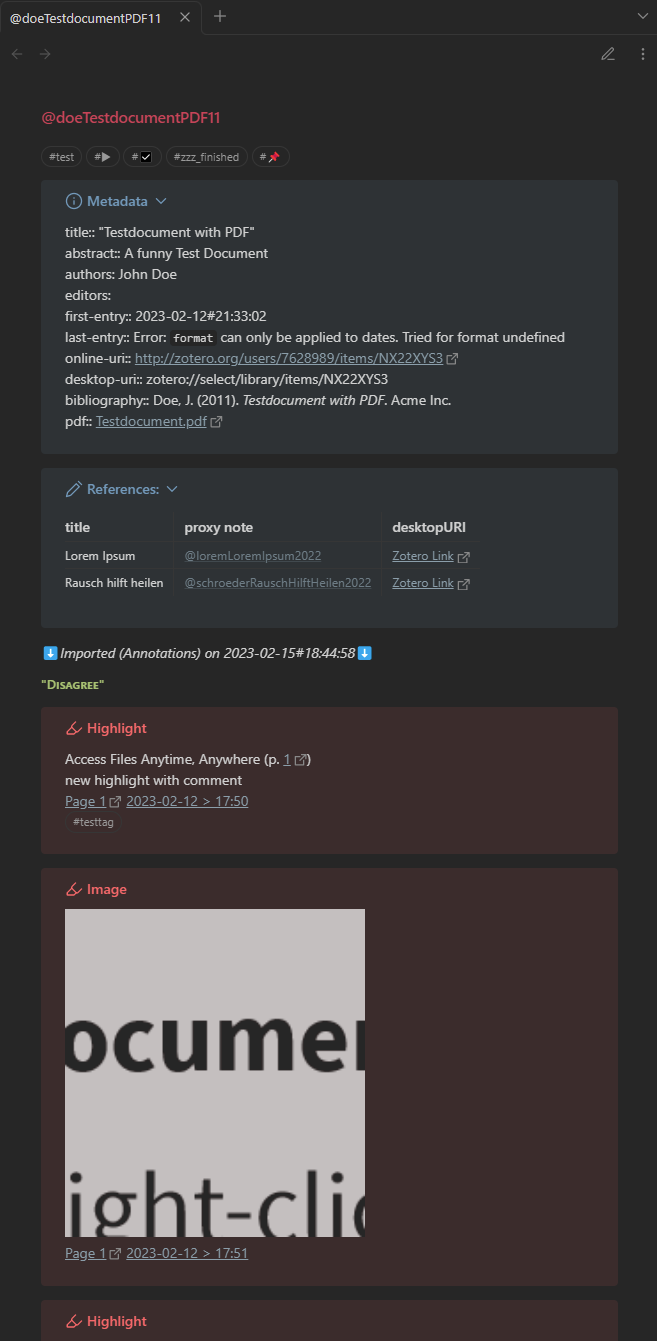 @doeTestdocumentPDF11
@doeTestdocumentPDF11
#test #▶ #✅ #zzz_finished #📌
Metadata
title:: "Testdocument with PDF"
abstract:: A funny Test Document
authors: John Doe
editors:
first-entry:: 2023-02-12#21:33:02
last-entry:: Error: format can only be applied to dates. Tried for format undefined
online-uri:: http://zotero.org/users/7628989/items/NX22XYS3
desktop-uri:: zotero://select/library/items/NX22XYS3
bibliography:: Doe, J. (2011). Testdocument with PDF. Acme Inc.
pdf:: Testdocument.pdf
References:
title proxy note desktopURI
Lorem Ipsum @loremLoremIpsum2022 Zotero Link
Rausch hilft heilen @schroederRauschHilftHeilen2022 Zotero Link
⬇️Imported (Annotations) on 2023-02-15#18:44:58⬇️
"Disagree"
Highlight
Access Files Anytime, Anywhere (p. 1)
new highlight with comment
Page 1 2023-02-12 > 17:50
#testtag
Image
ocumen
ight-clic
Page 1 2023-02-12 > 17:51
Highlight